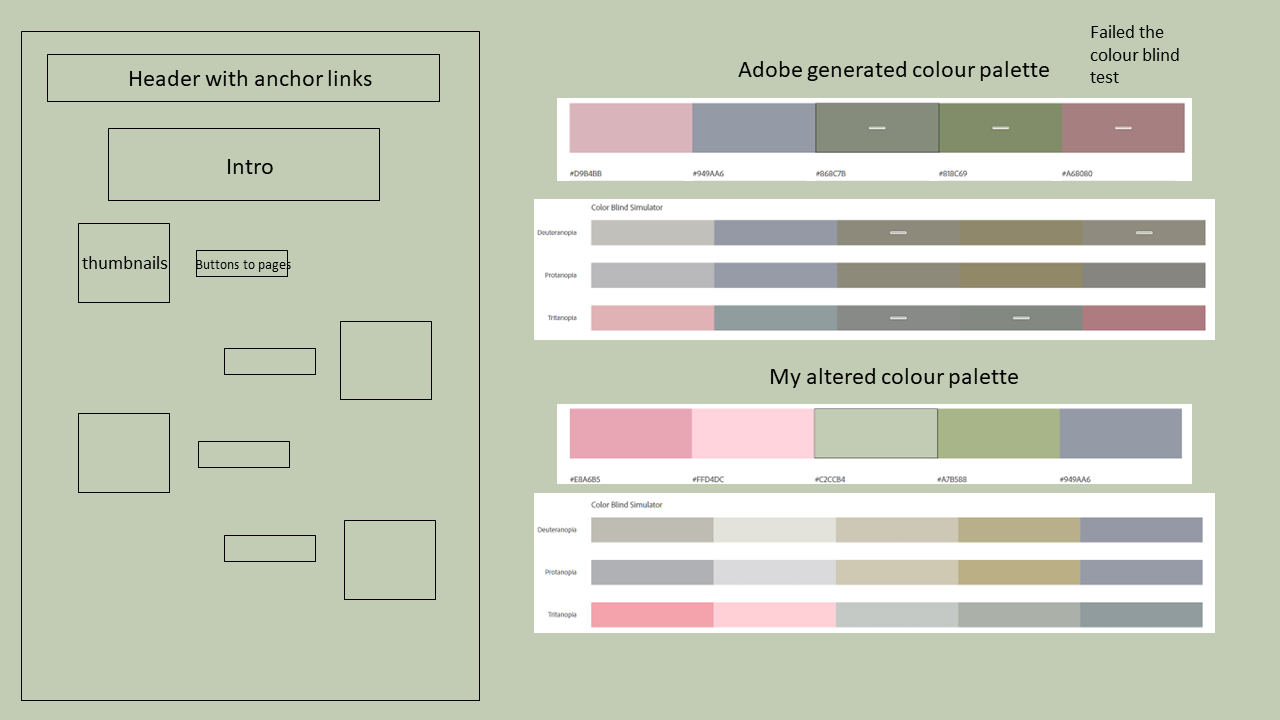 Header with anchor links
Intro
thumbnails
Buttons to pages
Adobe generated colour palette
Failed the
colour blind
test
#D9B4BB
#949AA6
#868C7B
#818C69
#A68080
Color Blind Simulator
Deuteranopia
Protanopia
Tritanopia
My altered colour palette
#E8A6B5
#FFD4DC
#C2CCB4
#A7B588
#949AA6
Color Blind Simulator
Deuteranopia
Protanopia
Tritanopia